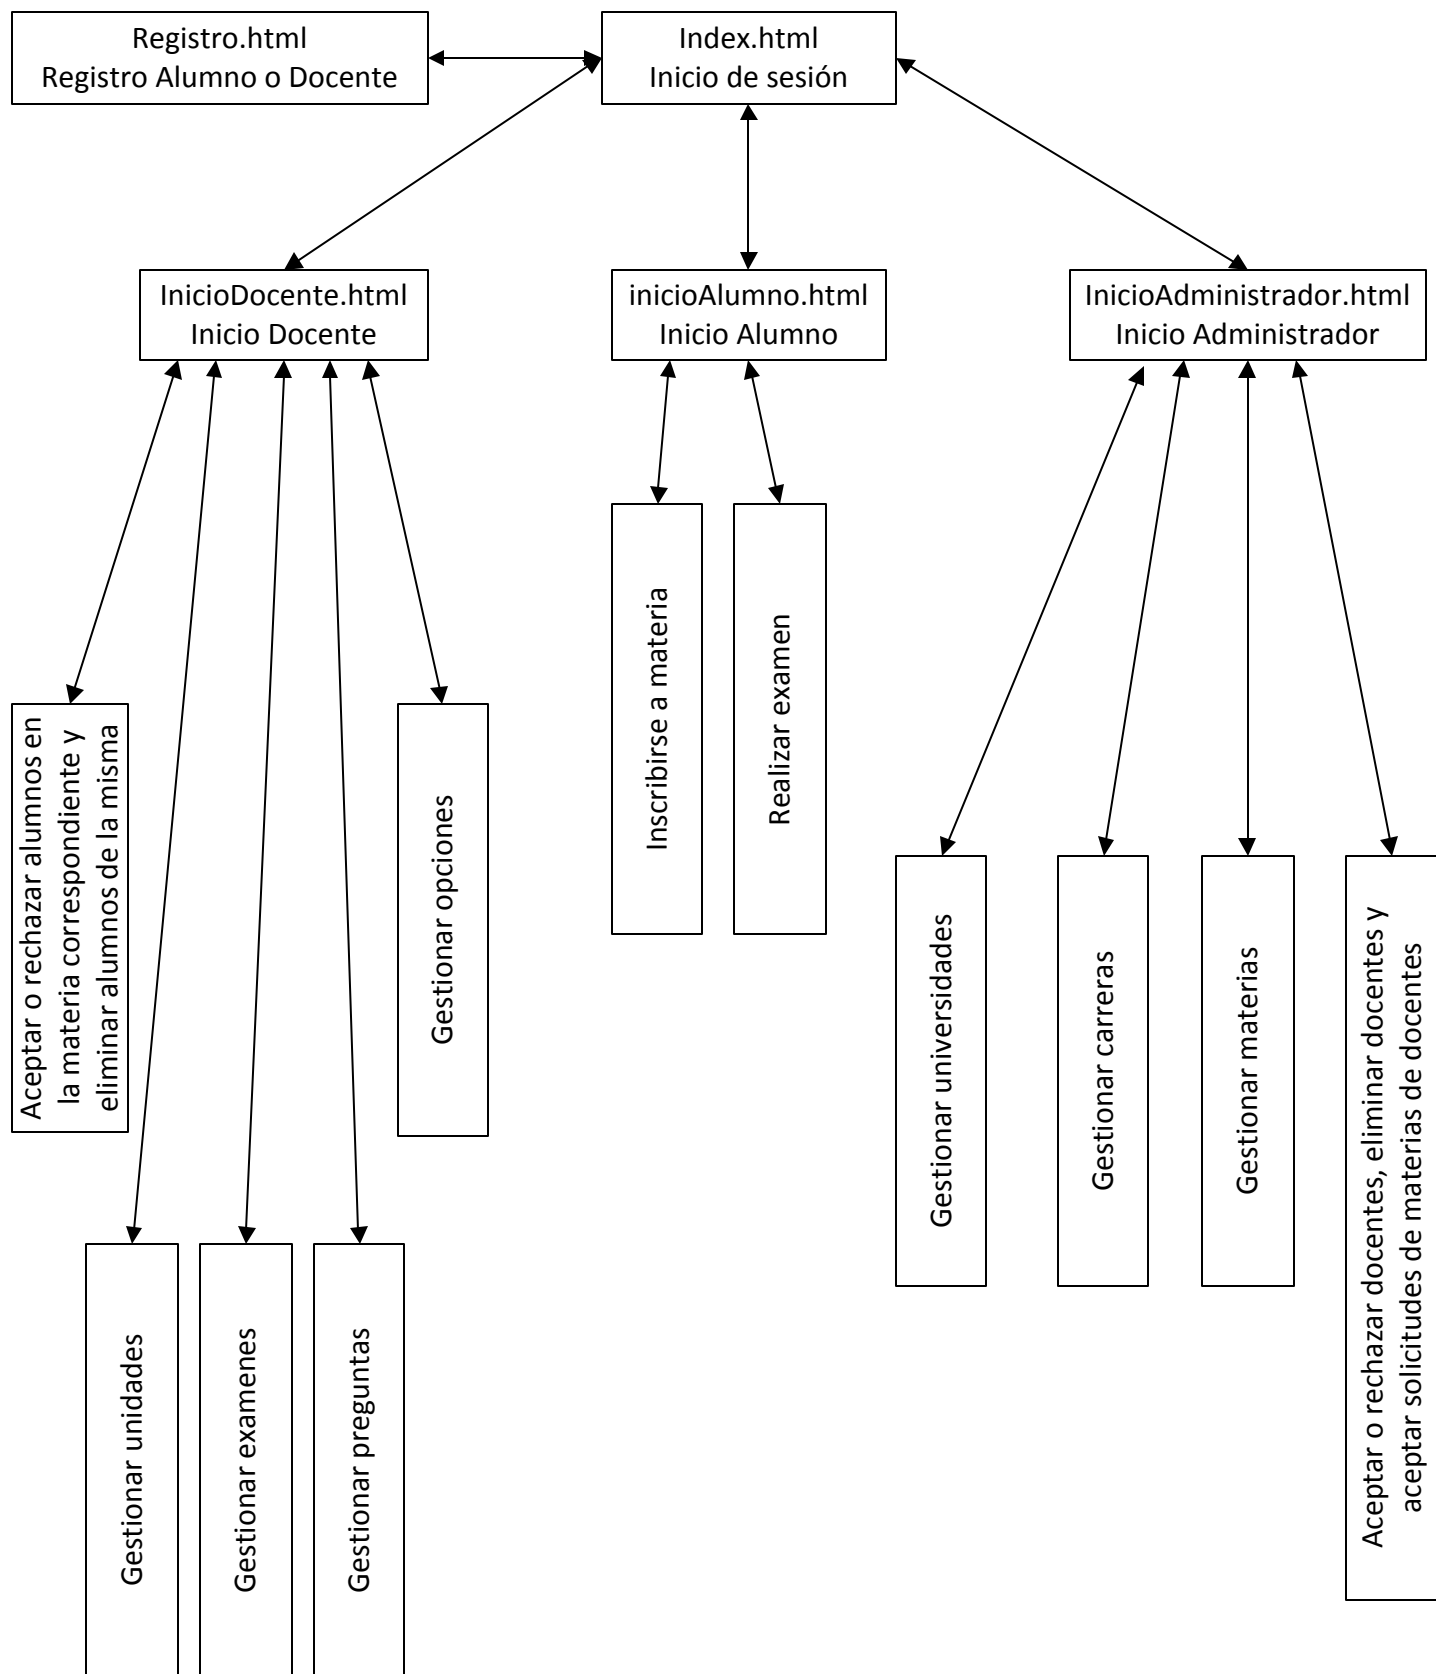 Registro.html
Registro Alumno o Docente
Index.html
Inicio de sesión
InicioDocente.html
Inicio Docente
inicioAlumno.html
Inicio Alumno
InicioAdministrador.html
Inicio Administrador
Aceptar o rechazar alumnos en
la materia correspondiente y
eliminar alumnos de la misma
Gestionar unidades
Gestionar examenes
Gestionar preguntas
Gestionar opciones
Inscribirse a materia
Realizar examen
Gestionar universidades
Gestionar carreras
Gestionar materias
Aceptar o rechazar docentes, eliminar docentes y
aceptar solicitudes de materias de docentes